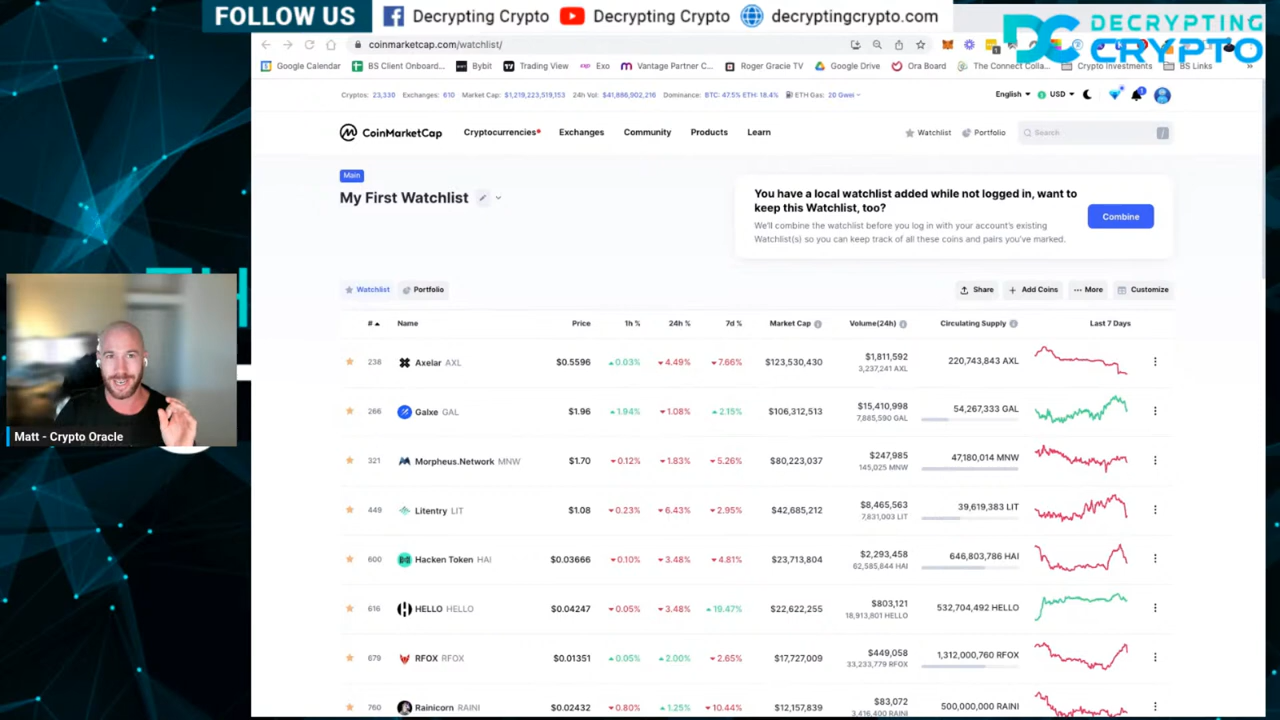 FOLLOW US
Decrypting Crypto
Decrypting Crypto
decryptingcrypto.com
DECRYPTING
CRYPTO
coinmarketcap.com/watchlist/
Google Calendar
BS Client Onboard...
Bybit
Trading View
exp Exo
Vantage Partner C...
Roger Gracie TV
Google Drive
Ora Board
The Connect Colla...
Crypto Investments
BS Links
Cryptos: 23,330 Exchanges: 610 Market Cap: $1,219,223,519,153 24h Vol: $41,886,902,216 Dominance: BTC: 47.5% ETH: 18.4% ETH Gas: 20 Gwei
English
USD
CoinMarketCap
Cryptocurrencies
Exchanges
Community
Products
Learn
Watchlist
Portfolio
Search
/
Main
My First Watchlist
You have a local watchlist added while not logged in, want to
keep this Watchlist, too?
We'll combine the watchlist before you log in with your account's existing
Watchlist(s) so you can keep track of all these coins and pairs you've marked.
Combine
Watchlist
Portfolio
Share
+ Add Coins
More
Customize
# Name Price 1h % 24h % 7d % Market Cap Volume(24h) Circulating Supply Last 7 Days
238 Axelar AXL $0.5596 0.03% 4.49% 7.66% $123,530,430 $1,811,592 220,743,843 AXL
3,237,241 AXL
266 Galxe GAL $1.96 1.94% 1.08% 2.15% $106,312,513 $15,410,998 54,267,333 GAL
7,885,590 GAL
321 Morpheus.Network MNW $1.70 0.12% 1.83% 5.26% $80,223,037 $247,985 47,180,014 MNW
145,025 MNW
449 Litentry LIT $1.08 0.23% 6.43% 2.95% $42,685,212 $8,465,563 39,619,383 LIT
7,831,003 LIT
600 Hacken Token HAI $0.03666 0.10% 3.48% 4.81% $23,713,804 $2,293,458 646,803,786 HAI
62,585,844 HAI
616 HELLO HELLO $0.04247 0.05% 3.48% 19.47% $22,622,255 $803,121 532,704,492 HELLO
18,913,801 HELLO
679 RFOX RFOX $0.01351 0.05% 2.00% 2.65% $17,727,009 $449,058 1,312,000,760 RFOX
33,233,779 RFOX
760 Rainicorn RAINI $0.02432 0.80% 1.25% 10.44% $12,157,839 $83,072 500,000,000 RAINI
3,416,400 RAINI
Matt - Crypto Oracle